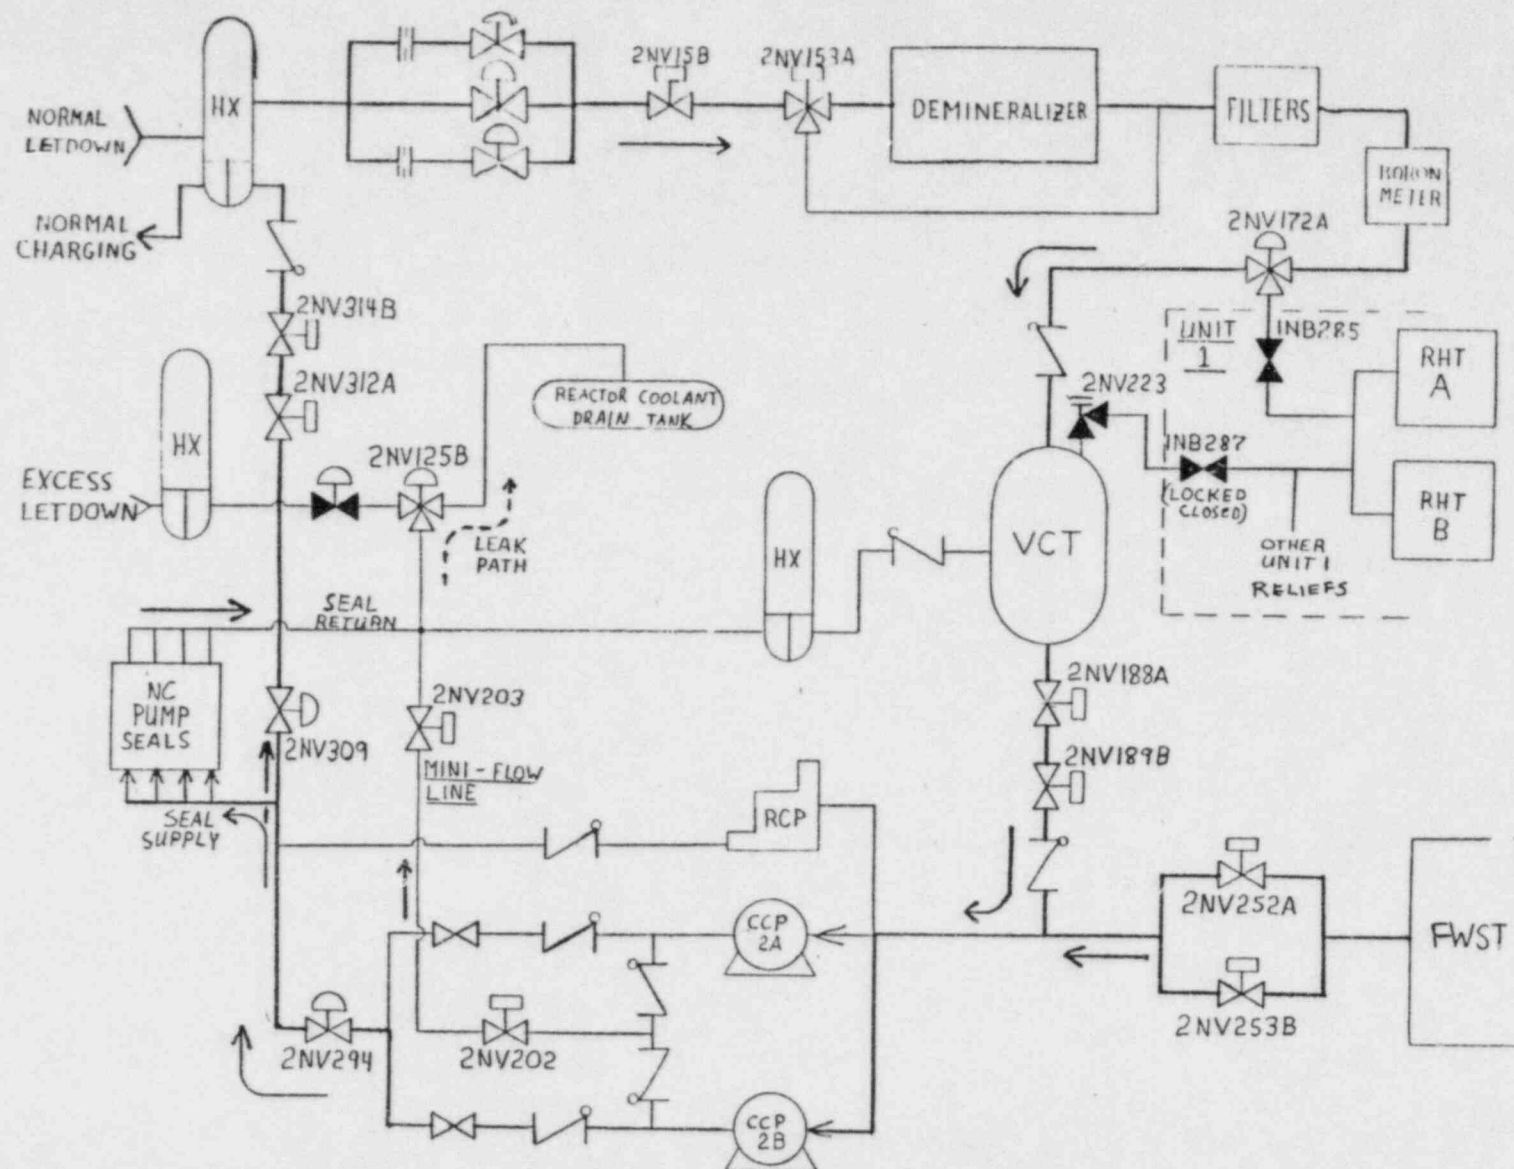 2NV15B
2NV153A
HX
DEMINERALIZER
FILTERS
NORMAL
LETDOWN
BORON
METER
NORMAL
CHARGING
2NV172A
2NV314B
UNIT
1
1NB285
RHT
A
2NV312A
REACTOR COOLANT
DRAIN TANK
2NV223
HX
2NV125B
1NB287
(LOCKED
CLOSED)
EXCESS
LETDOWN
RHT
B
LEAK
PATH
HX
VCT
OTHER
UNIT 1
RELIEFS
SEAL
RETURN
NC
PUMP
SEALS
2NV203
2NV188A
2NV309
2NV189B
MINI-FLOW
LINE
SEAL
SUPPLY
RCP
2NV252A
CCP
2A
FWST
2NV253B
2NV294
2NV202
CCP
2B